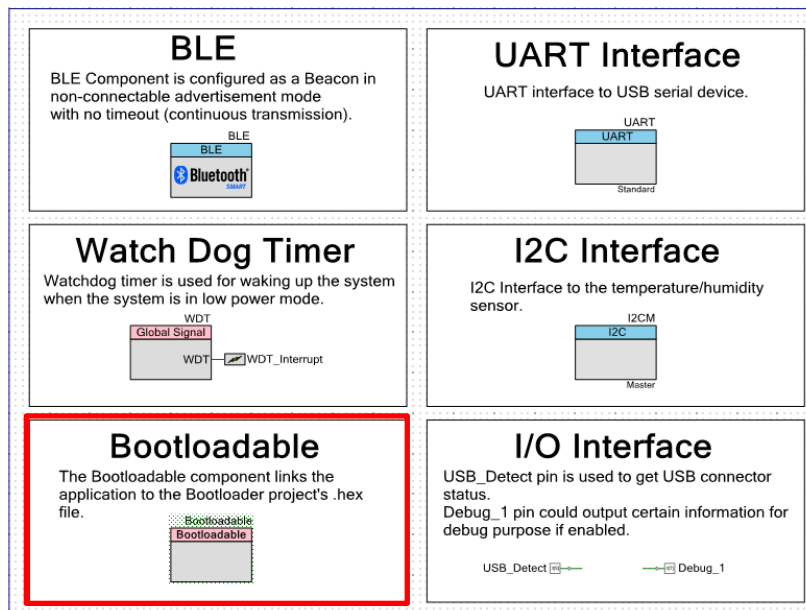 BLE
BLE Component is configured as a Beacon in
non-connectable advertisement mode
with no timeout (continuous transmission).
BLE
BLE
Bluetooth
SMART
UART Interface
UART interface to USB serial device.
UART
UART
Standard
Watch Dog Timer
Watchdog timer is used for waking up the system
when the system is in low power mode.
WDT
Global Signal
WDT
WDT_Interrupt
I2C Interface
I2C Interface to the temperature/humidity
sensor.
I2CM
I2C
Master
Bootloadable
The Bootloadable component links the
application to the Bootloader project's .hex
file.
Bootloadable
Bootloadable
I/O Interface
USB_Detect pin is used to get USB connector
status.
Debug_1 pin could output certain information for
debug purpose if enabled.
USB_Detect
Debug_1